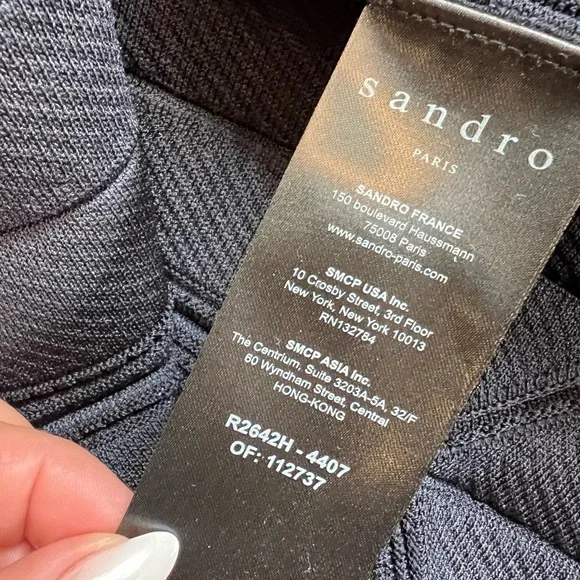 sandro
PARIS
SANDRO FRANCE
150 boulevard Haussmann
75008 Paris
www.sandro-paris.com
SMCP USA Inc.
10 Crosby Street, 3rd Floor
New York, New York 10013
RN132784
SMCP ASIA Inc.
The Centrium, Suite 3203A-5A, 32/F
60 Wyndham Street, Central
HONG-KONG
R2642H - 4407
OF: 112737